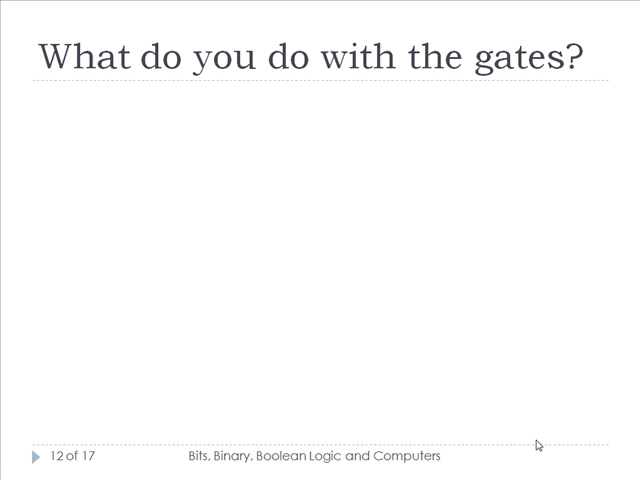 What do you do with the gates?
12 of 17
Bits, Binary, Boolean Logic and Computers